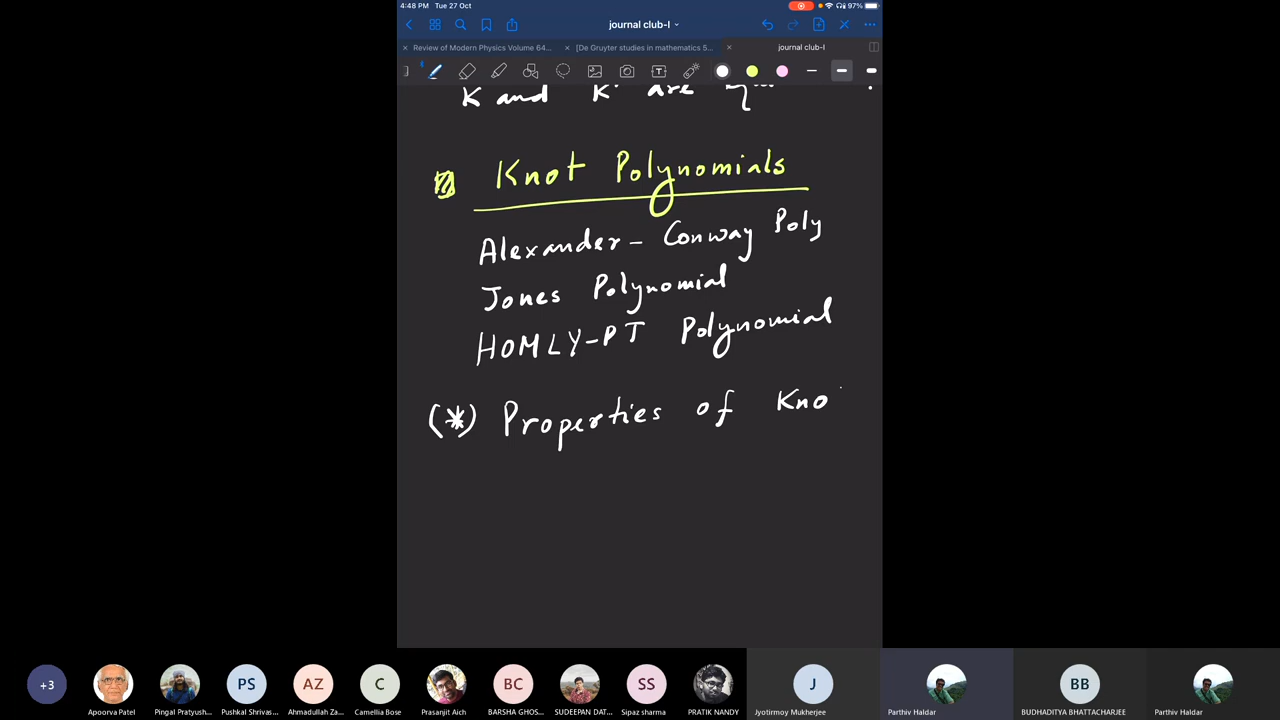 4:48 PM Tue 27 Oct
97%
journal club-I
Review of Modern Physics Volume 64...
[De Gruyter studies in mathematics 5...
journal club-I
K and K' are
Knot Polynomials
Alexander - Conway Poly
Jones Polynomial
HOMLY-PT Polynomial
(*) Properties of Kno
+3
PS
AZ
C
BC
SS
J
BB
Apoorva Patel
Pingal Pratyush...
Pushkal Shrivas...
Ahmadullah Za...
Camellia Bose
Prasanjit Aich
BARSHA GHOS...
SUDEEPAN DAT...
Sipaz sharma
PRATIK NANDY
Jyotirmoy Mukherjee
Parthiv Haldar
BUDHADITYA BHATTACHARJEE
Parthiv Haldar